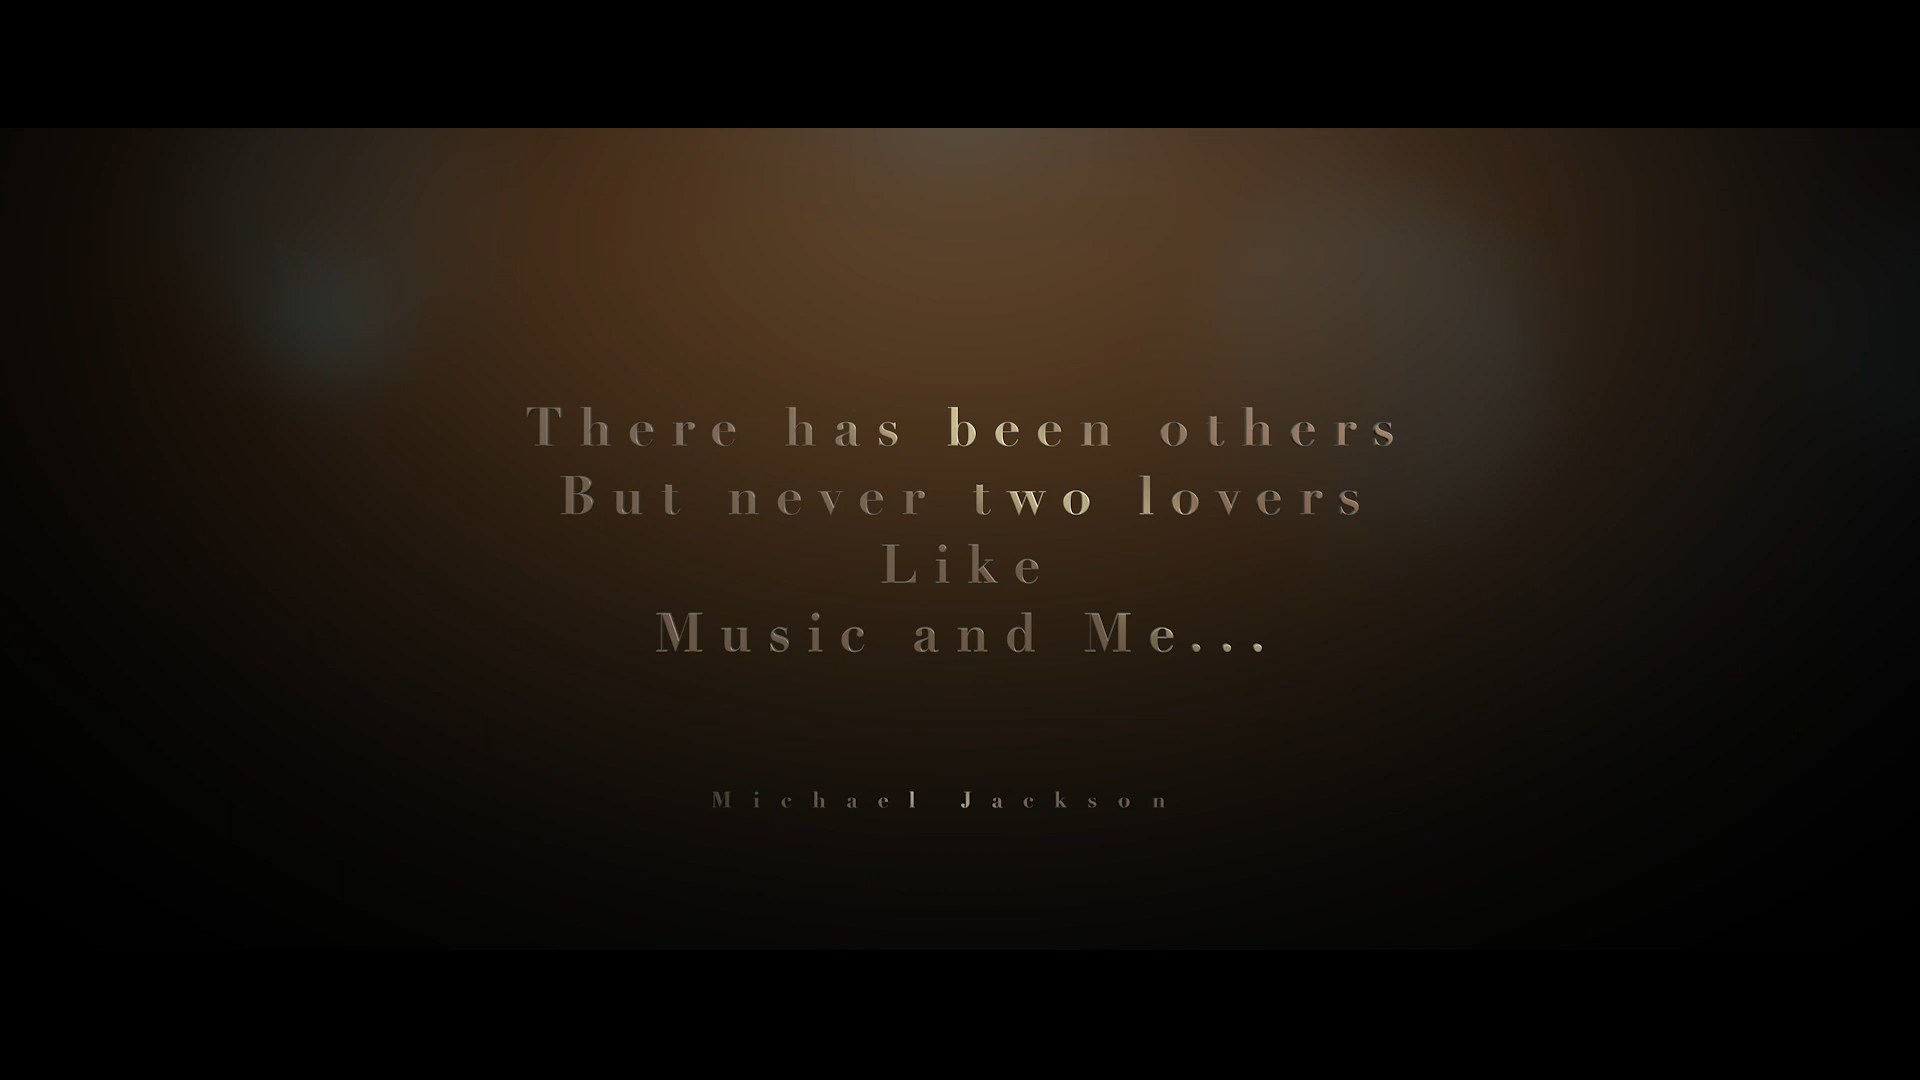 There has been others
But never two lovers
Like
Music and Me...
Michael Jackson